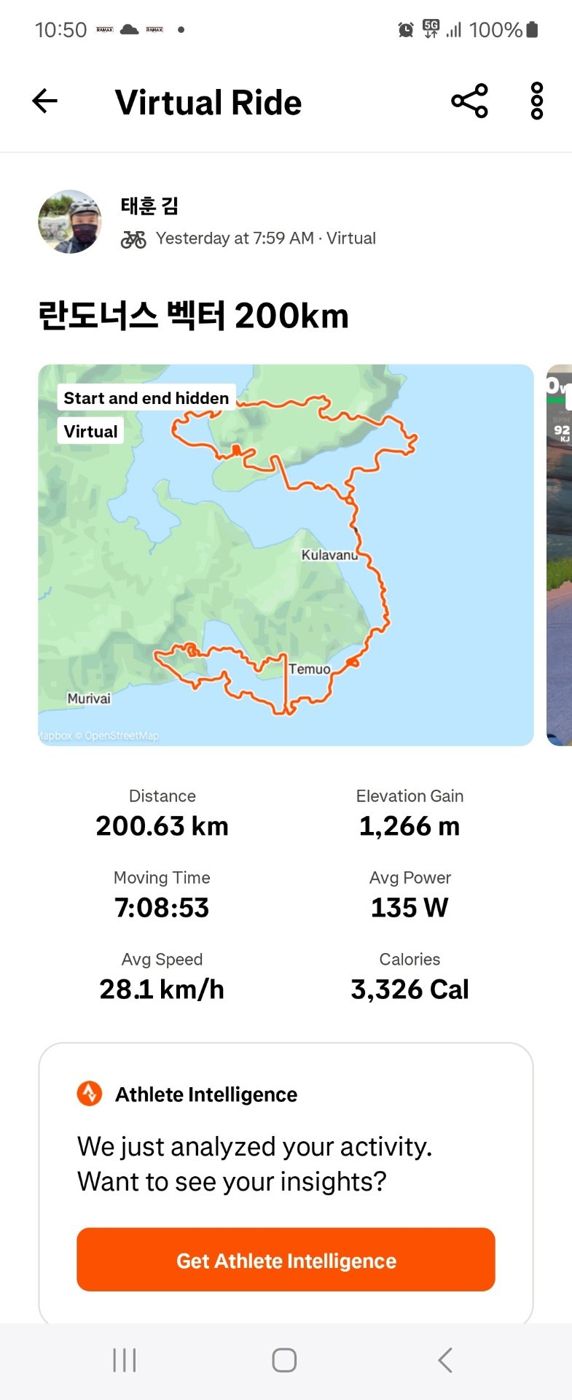 10:50
5G
100%
Virtual Ride
태훈 김
Yesterday at 7:59 AM · Virtual
란도너스 벡터 200km
Start and end hidden
Virtual
Kulavanu
Temuo
Murivai
Mapbox © OpenStreetMap
92
KJ
Distance
200.63 km
Elevation Gain
1,266 m
Moving Time
7:08:53
Avg Power
135 W
Avg Speed
28.1 km/h
Calories
3,326 Cal
Athlete Intelligence
We just analyzed your activity.
Want to see your insights?
Get Athlete Intelligence